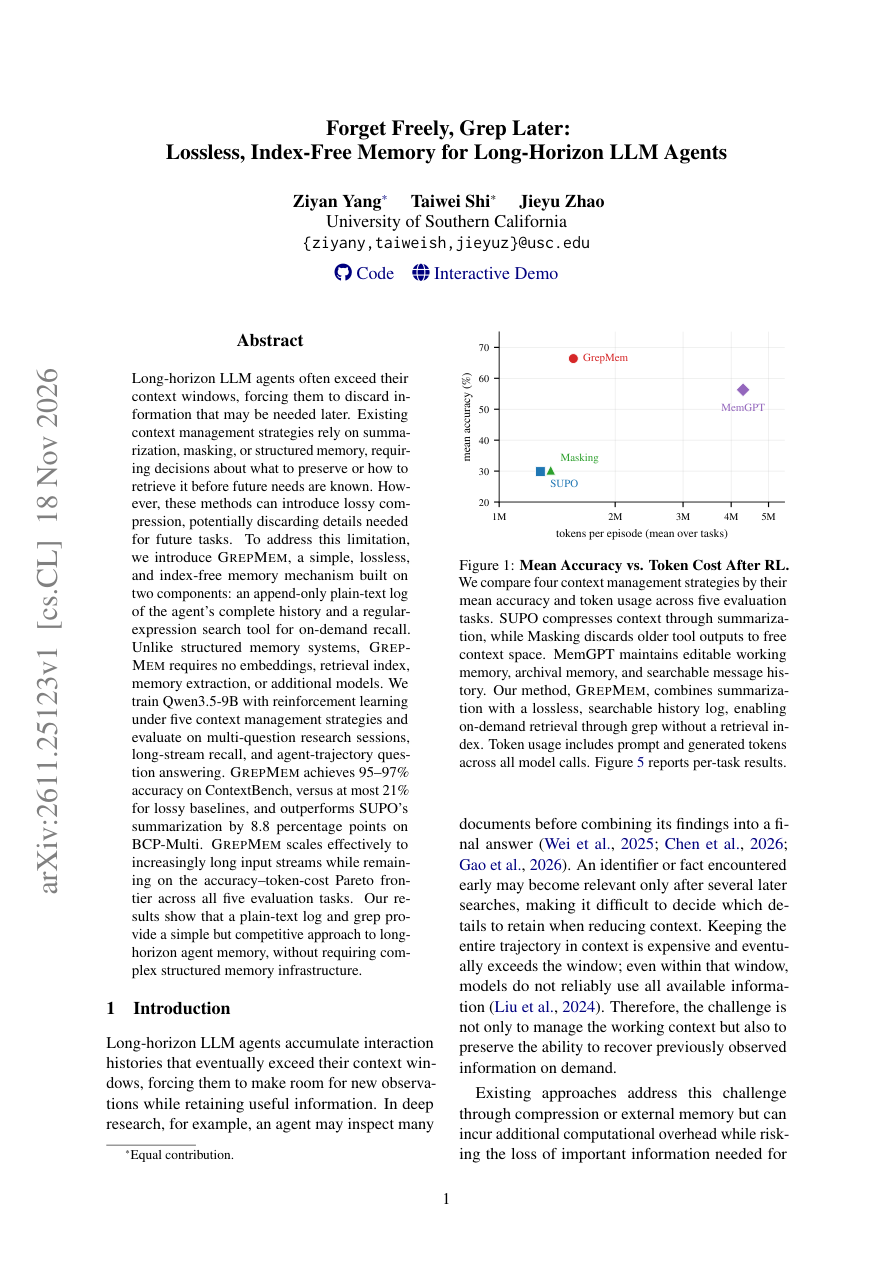 Forget Freely, Grep Later:
Lossless, Index-Free Memory for Long-Horizon LLM Agents
Ziyan Yang* Taiwei Shi* Jieyu Zhao
University of Southern California
{ziyany,taiweish,jieyuz}@usc.edu
Code Interactive Demo
arXiv:2611.25123v1 [cs.CL] 18 Nov 2026
Abstract
Long-horizon LLM agents often exceed their
context windows, forcing them to discard in-
formation that may be needed later. Existing
context management strategies rely on summa-
rization, masking, or structured memory, requir-
ing decisions about what to preserve or how to
retrieve it before future needs are known. How-
ever, these methods can introduce lossy com-
pression, potentially discarding details needed
for future tasks. To address this limitation,
we introduce GREPMEM, a simple, lossless,
and index-free memory mechanism built on
two components: an append-only plain-text log
of the agent's complete history and a regular-
expression search tool for on-demand recall.
Unlike structured memory systems, GREP-
MEM requires no embeddings, retrieval index,
memory extraction, or additional models. We
train Qwen3.5-9B with reinforcement learning
under five context management strategies and
evaluate on multi-question research sessions,
long-stream recall, and agent-trajectory ques-
tion answering. GREPMEM achieves 95–97%
accuracy on ContextBench, versus at most 21%
for lossy baselines, and outperforms SUPO's
summarization by 8.8 percentage points on
BCP-Multi. GREPMEM scales effectively to
increasingly long input streams while remain-
ing on the accuracy–token-cost Pareto fron-
tier across all five evaluation tasks. Our re-
sults show that a plain-text log and grep pro-
vide a simple but competitive approach to long-
horizon agent memory, without requiring com-
plex structured memory infrastructure.
1 Introduction
Long-horizon LLM agents accumulate interaction
histories that eventually exceed their context win-
dows, forcing them to make room for new observa-
tions while retaining useful information. In deep
research, for example, an agent may inspect many
*Equal contribution.
mean accuracy (%)
70
60
50
40
30
20
GrepMem
MemGPT
Masking
SUPO
1M 2M 3M 4M 5M
tokens per episode (mean over tasks)
Figure 1: Mean Accuracy vs. Token Cost After RL.
We compare four context management strategies by their
mean accuracy and token usage across five evaluation
tasks. SUPO compresses context through summariza-
tion, while Masking discards older tool outputs to free
context space. MemGPT maintains editable working
memory, archival memory, and searchable message his-
tory. Our method, GREPMEM, combines summariza-
tion with a lossless, searchable history log, enabling
on-demand retrieval through grep without a retrieval in-
dex. Token usage includes prompt and generated tokens
across all model calls. Figure 5 reports per-task results.
documents before combining its findings into a fi-
nal answer (Wei et al., 2025; Chen et al., 2026;
Gao et al., 2026). An identifier or fact encountered
early may become relevant only after several later
searches, making it difficult to decide which de-
tails to retain when reducing context. Keeping the
entire trajectory in context is expensive and eventu-
ally exceeds the window; even within that window,
models do not reliably use all available informa-
tion (Liu et al., 2024). Therefore, the challenge is
not only to manage the working context but also to
preserve the ability to recover previously observed
information on demand.
Existing approaches address this challenge
through compression or external memory but can
incur additional computational overhead while risk-
ing the loss of important information needed for
1